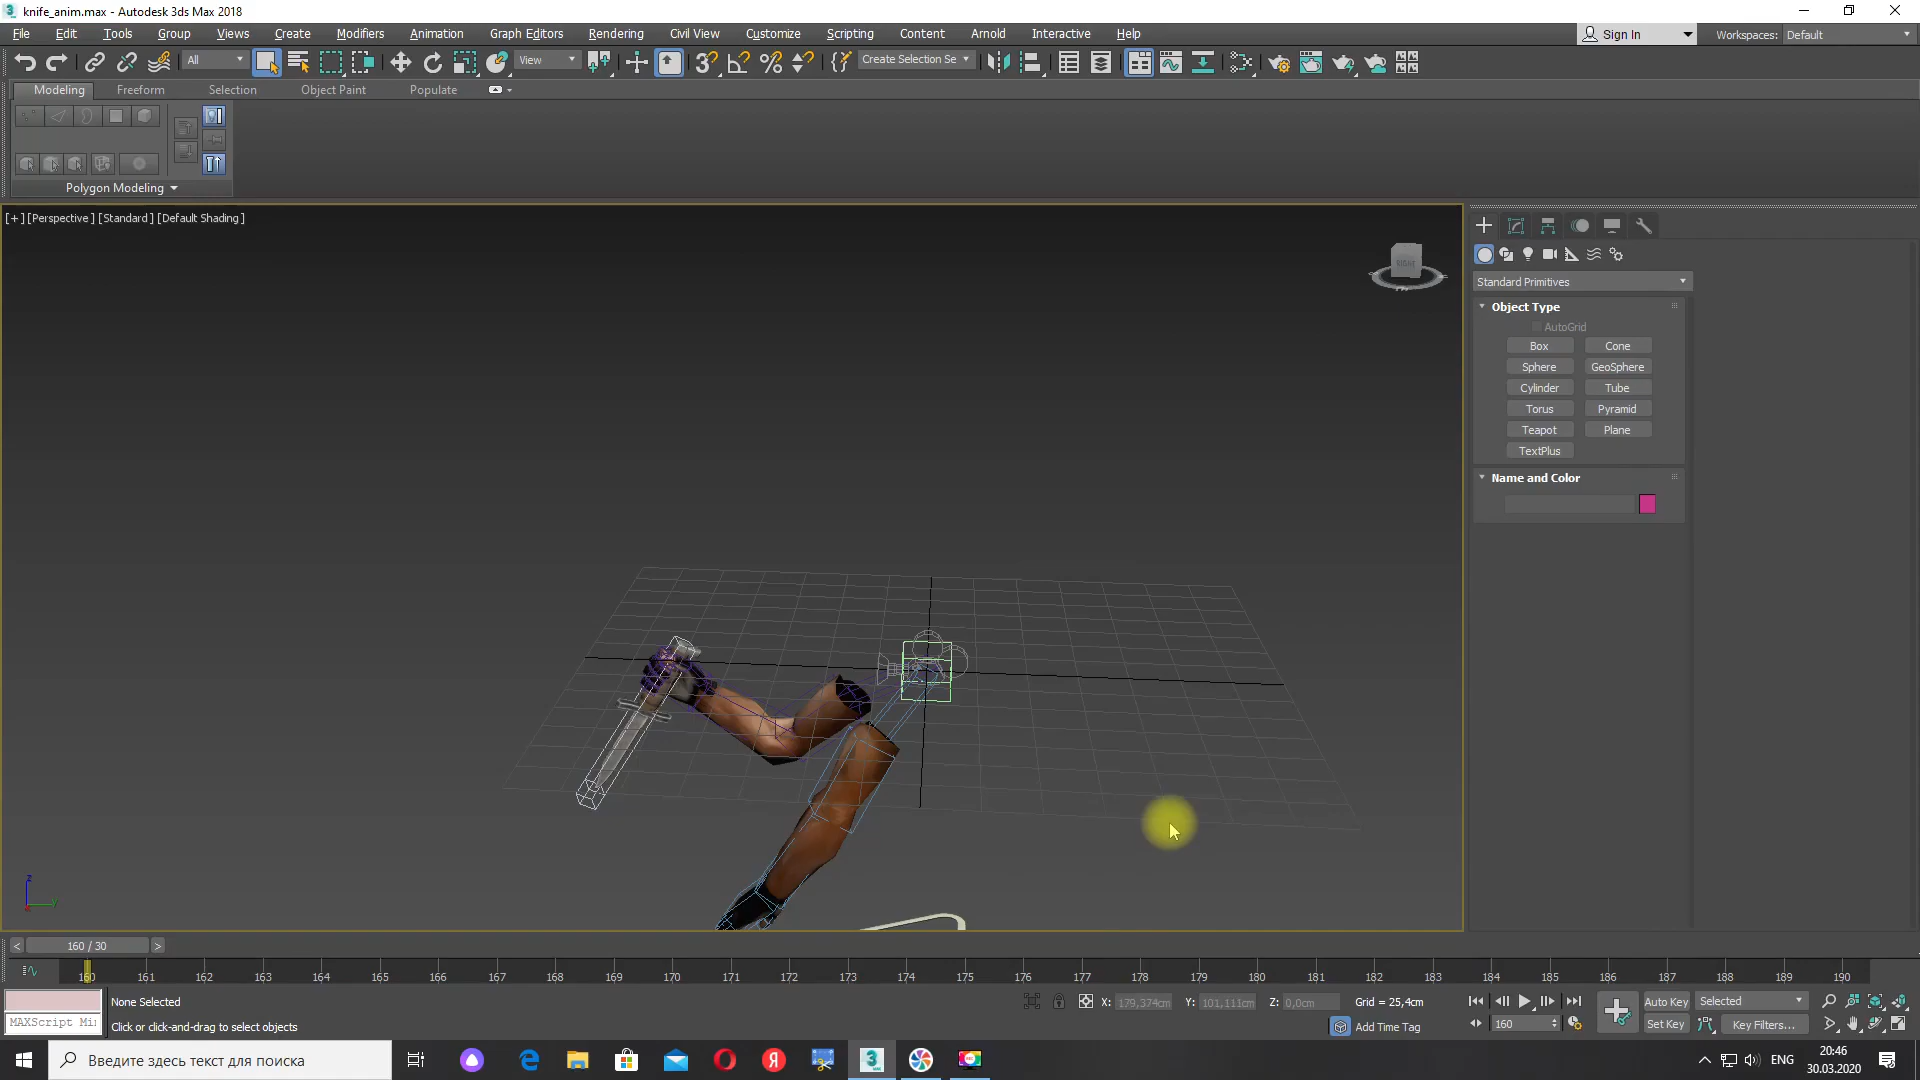 knife_anim.max - Autodesk 3ds Max 2018
File Edit Tools Group Views Create Modifiers Animation Graph Editors Rendering Civil View Customize Scripting Content Arnold Interactive Help
Sign In
Workspaces: Default
All
View
Create Selection Se
Modeling Freeform Selection Object Paint Populate
Polygon Modeling
[+] [Perspective] [Standard] [Default Shading]
RIGHT
Standard Primitives
Object Type
AutoGrid
Box Cone
Sphere GeoSphere
Cylinder Tube
Torus Pyramid
Teapot Plane
TextPlus
Name and Color
z
y
< 160 / 30 >
160 161 162 163 164 165 166 167 168 169 170 171 172 173 174 175 176 177 178 179 180 181 182 183 184 185 186 187 188 189 190
None Selected
X: 179,374cm Y: 101,111cm Z: 0,0cm Grid = 25,4cm
Auto Key Selected
MAXScript Mi
Click or click-and-drag to select objects
Add Time Tag
160
Set Key Key Filters...
Введите здесь текст для поиска
ENG
20:46
30.03.2020